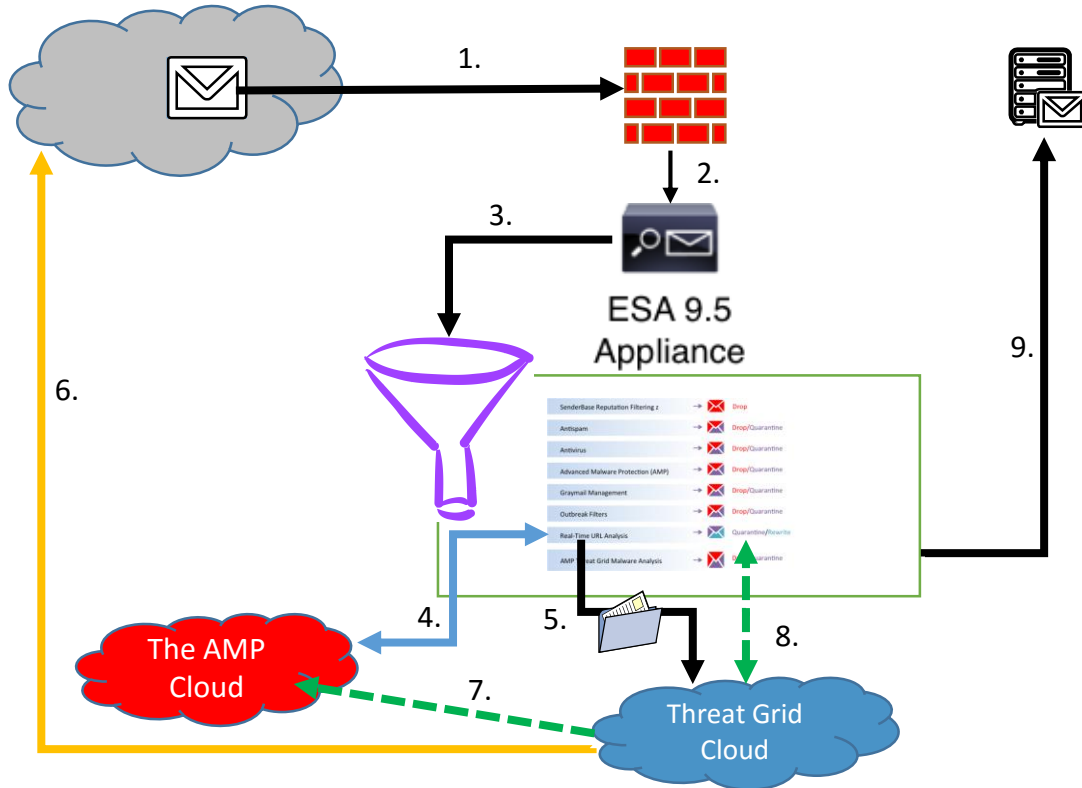 1.
2.
3.
ESA 9.5
Appliance
9.
6.
SenderBase Reputation Filtering z
Drop
Antispam
Drop/Quarantine
Antivirus
Drop/Quarantine
Advanced Malware Protection (AMP)
Drop/Quarantine
Graymail Management
Drop/Quarantine
Outbreak Filters
Drop/Quarantine
Real-Time URL Analysis
Quarantine/Rewrite
AMP Threat Grid Malware Analysis
Quarantine
4.
5.
8.
The AMP
Cloud
7.
Threat Grid
Cloud